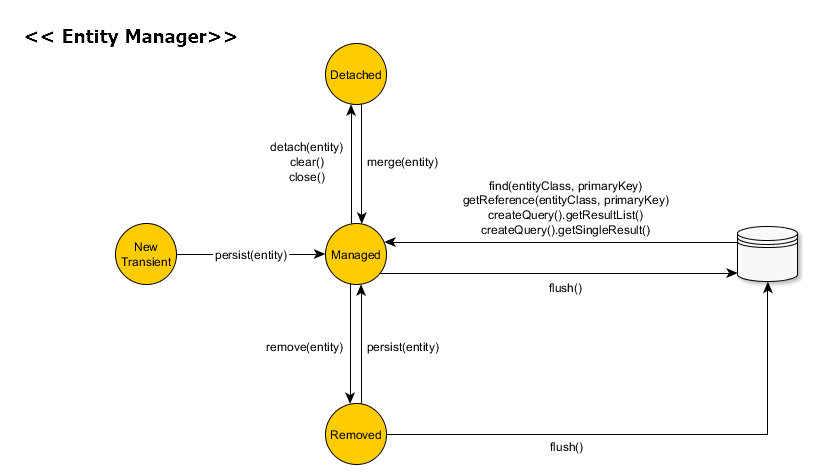 << Entity Manager>>
Detached
detach(entity)
clear()
close()
merge(entity)
find(entityClass, primaryKey)
getReference(entityClass, primaryKey)
createQuery().getResultList()
createQuery().getSingleResult()
New
Transient
persist(entity)
Managed
flush()
remove(entity)
persist(entity)
Removed
flush()